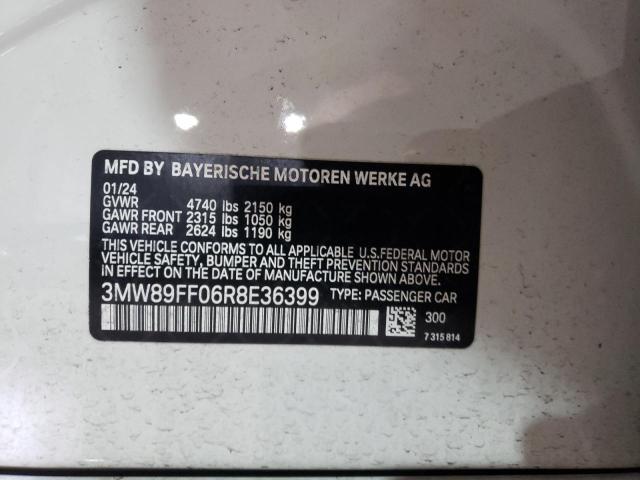 MFD BY BAYERISCHE MOTOREN WERKE AG
01/24
GVWR 4740 lbs 2150 kg
GAWR FRONT 2315 lbs 1050 kg
GAWR REAR 2624 lbs 1190 kg
THIS VEHICLE CONFORMS TO ALL APPLICABLE U.S.FEDERAL MOTOR
VEHICLE SAFETY, BUMPER AND THEFT PREVENTION STANDARDS
IN EFFECT ON THE DATE OF MANUFACTURE SHOWN ABOVE.
3MW89FF06R8E36399 TYPE: PASSENGER CAR
300
7 315 814